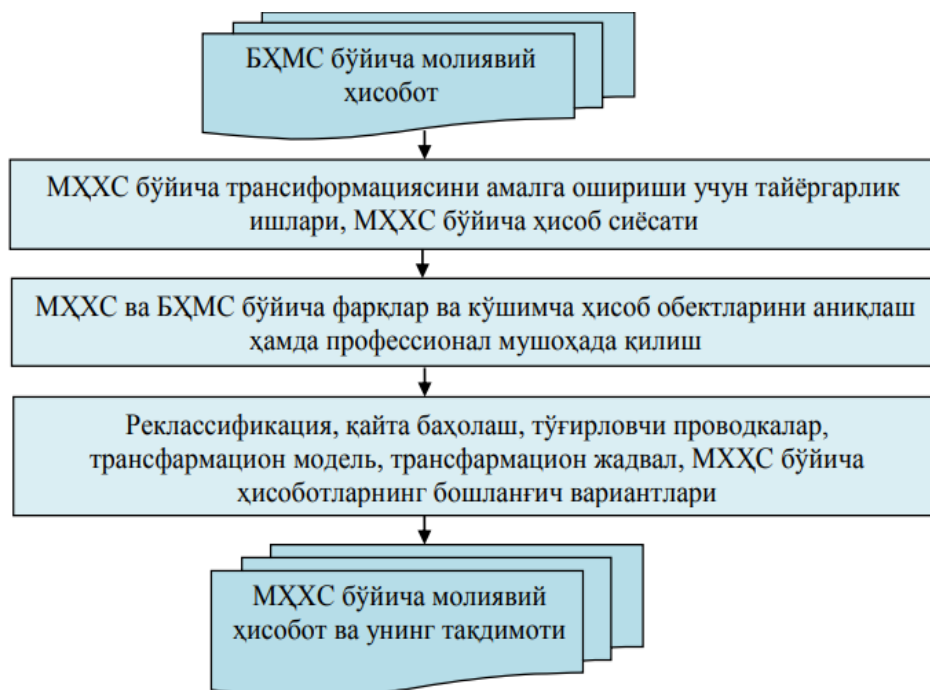 БҲМС бўйича молиявий
ҳисобот
МҲХС бўйича трансиформациясини амалга ошириши учун тайёргарлик
ишлари, МҲХС бўйича ҳисоб сиёсати
МҲХС ва БҲМС бўйича фарқлар ва кўшимча ҳисоб обектларини аниқлаш
ҳамда профессионал мушоҳада қилиш
Реклассификация, қайта баҳолаш, тўғирловчи проводкалар,
трансфармацион модель, трансфармацион жадвал, МХҲС бўйича
ҳисоботларнинг бошланғич вариантлари
МҲХС бўйича молиявий
ҳисобот ва унинг тақдимоти